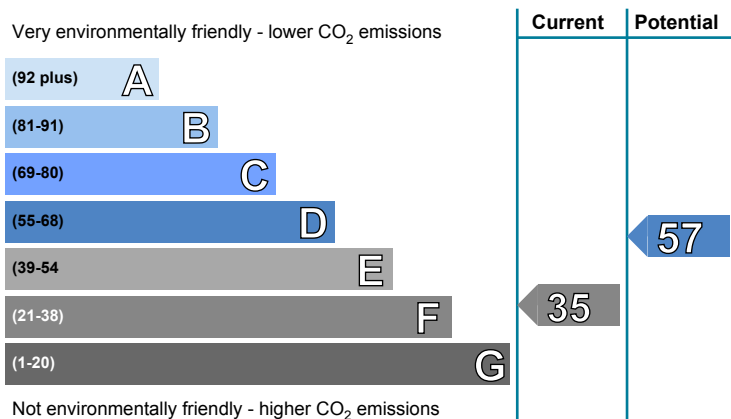 Very environmentally friendly - lower CO₂ emissions
Current
Potential
(92 plus) A
(81-91) B
(69-80) C
(55-68) D
57
(39-54 E
(21-38) F
35
(1-20) G
Not environmentally friendly - higher CO₂ emissions